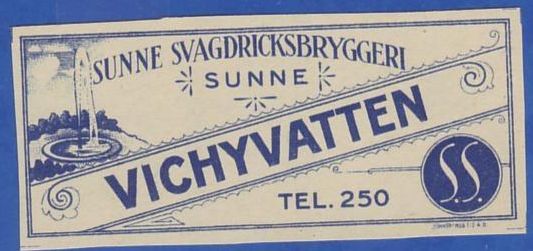 SUNNE SVAGDRICKSBRYGGERI
SUNNE
VICHYVATTEN
TEL. 250
S.S.